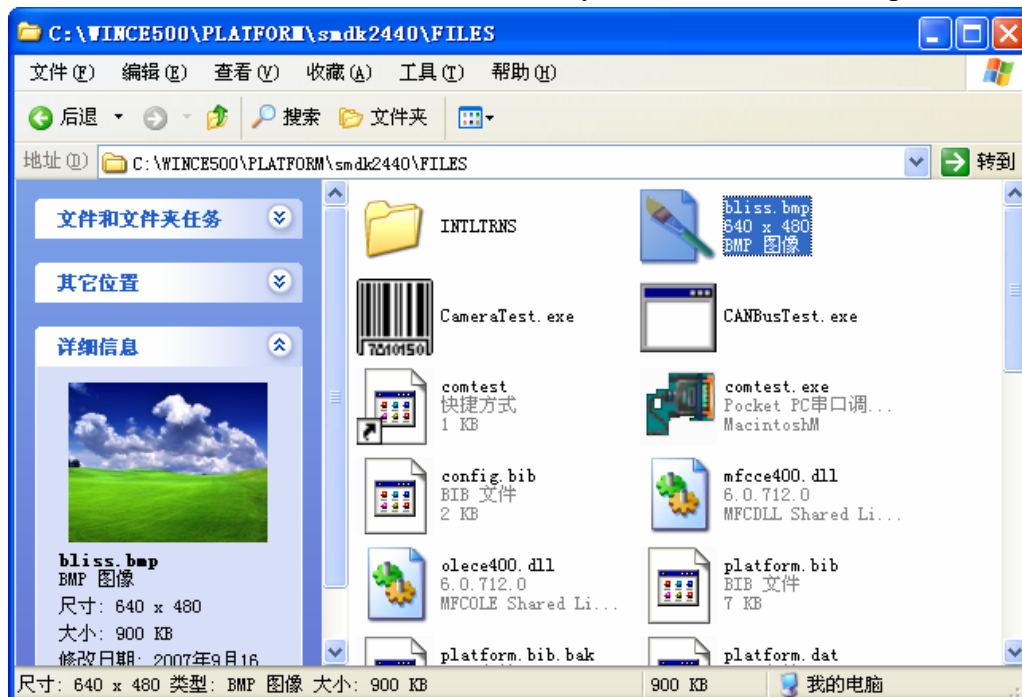 C:\WINCE500\PLATFORM\smdk2440\FILES
文件(F) 编辑(E) 查看(V) 收藏(A) 工具(T) 帮助(H)
后退 搜索 文件夹
地址(D) C:\WINCE500\PLATFORM\smdk2440\FILES 转到
文件和文件夹任务
其它位置
详细信息
bliss.bmp
BMP 图像
尺寸: 640 x 480
大小: 900 KB
修改日期: 2007年9月16
INTLTRNS
bliss.bmp
640 x 480
BMP 图像
7810150
CameraTest.exe
CANBusTest.exe
comtest
快捷方式
1 KB
comtest.exe
Pocket PC串口调...
MacintoshM
config.bib
BIB 文件
2 KB
mfcce400.dll
6.0.712.0
MFCDLL Shared Li...
olece400.dll
6.0.712.0
MFCOLE Shared Li...
platform.bib
BIB 文件
7 KB
platform.bib.bak
platform.dat
尺寸: 640 x 480 类型: BMP 图像 大小: 900 KB 900 KB 我的电脑